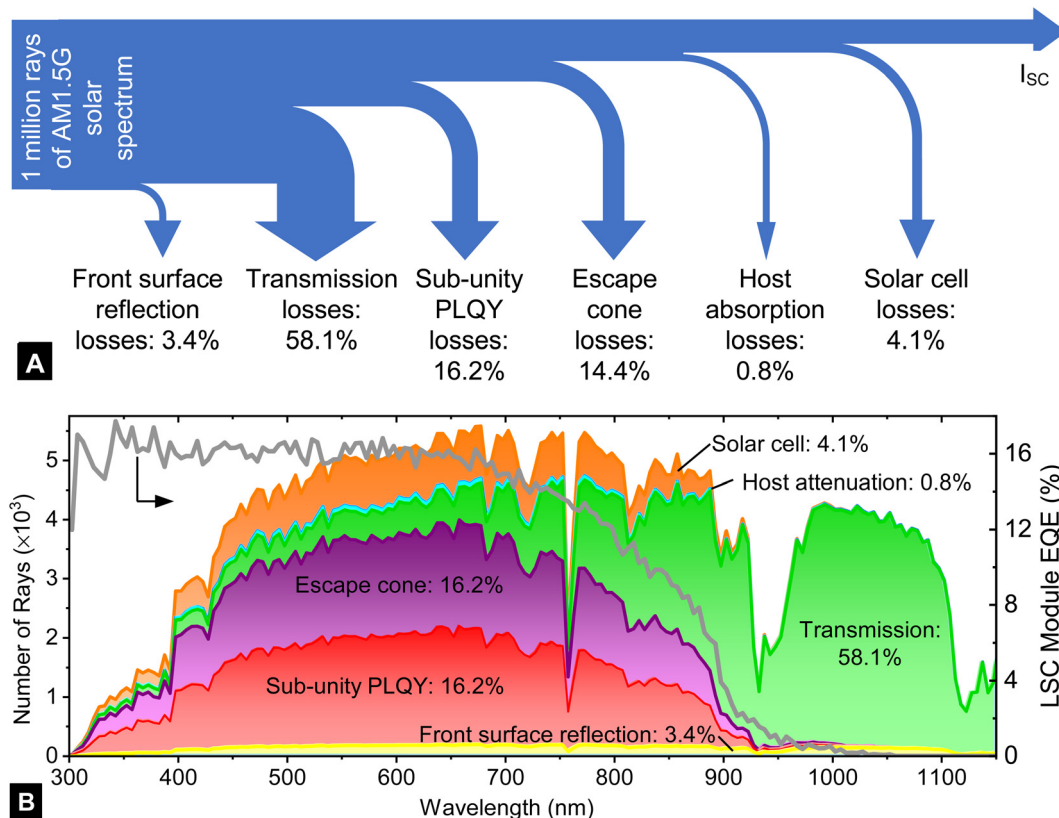 1 million rays
of AM1.5G
solar
spectrum
I_SC
Front surface
reflection
losses: 3.4%
Transmission
losses:
58.1%
Sub-unity
PLQY
losses:
16.2%
Escape
cone
losses:
14.4%
Host
absorption
losses:
0.8%
Solar cell
losses:
4.1%
A
Number of Rays (×10³)
5
4
3
2
1
0
Solar cell: 4.1%
Host attenuation: 0.8%
Escape cone: 16.2%
Transmission:
58.1%
Sub-unity PLQY: 16.2%
Front surface reflection: 3.4%
16
12
8
4
0
LSC Module EQE (%)
300 400 500 600 700 800 900 1000 1100
Wavelength (nm)
B